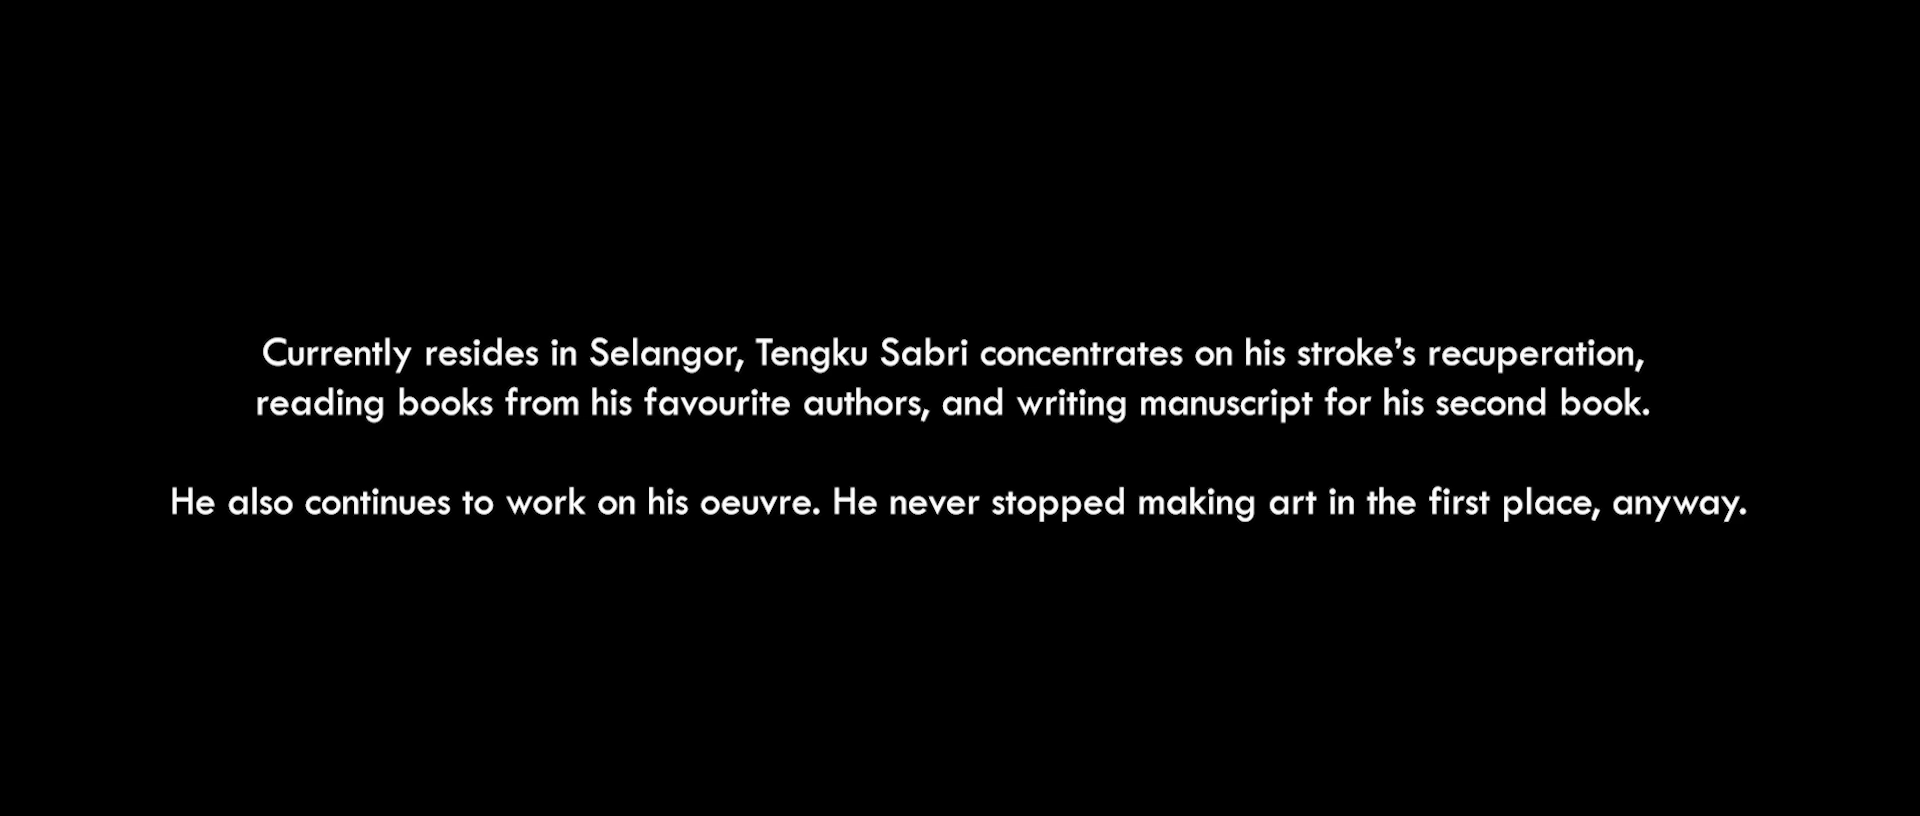 Currently resides in Selangor, Tengku Sabri concentrates on his stroke’s recuperation,
reading books from his favourite authors, and writing manuscript for his second book.
He also continues to work on his oeuvre. He never stopped making art in the first place, anyway.